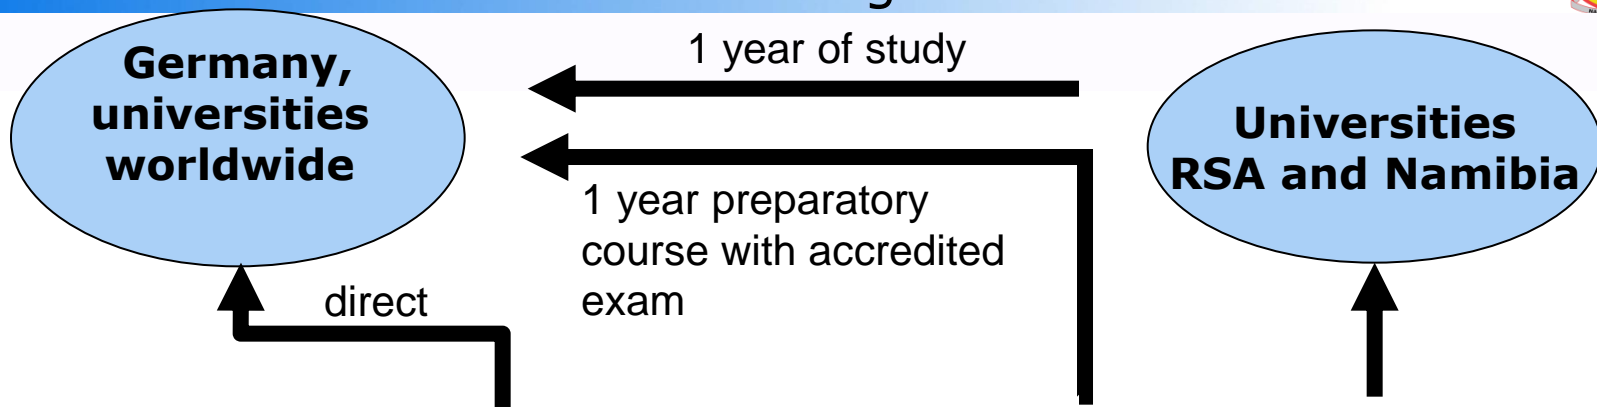 1 year of study
Germany,
universities
worldwide
Universities
RSA and Namibia
1 year preparatory
course with accredited
exam
direct